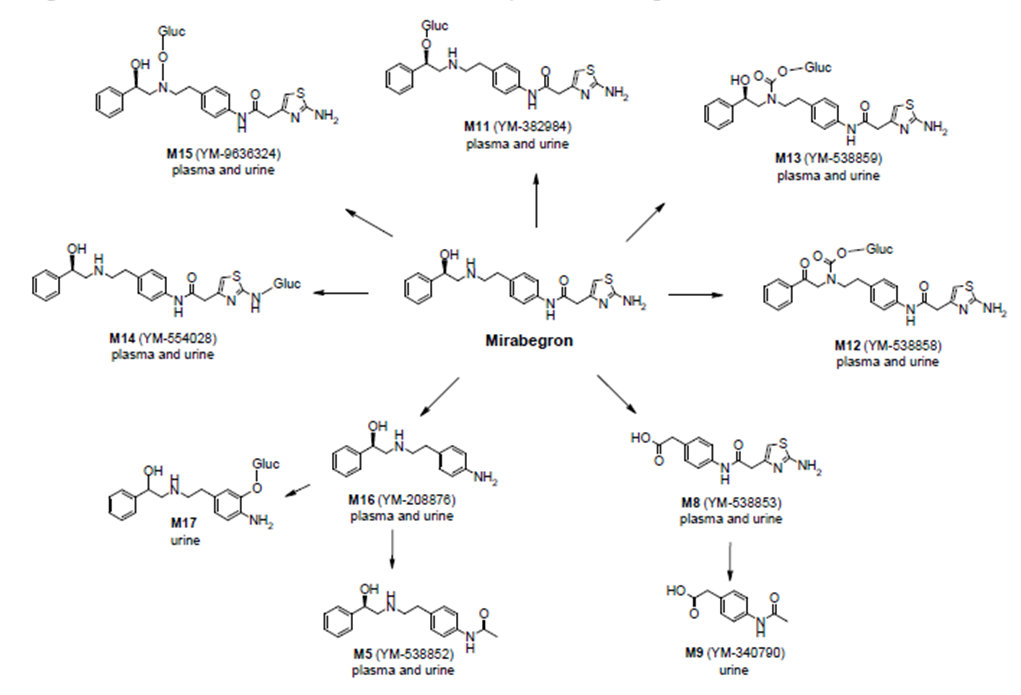 Gluc
O
OH
N
O
N
H
S
N
NH2
M15 (YM-9636324)
plasma and urine
Gluc
O
H
N
O
N
H
S
N
NH2
M11 (YM-382984)
plasma and urine
O
O
Gluc
HO
N
O
N
H
S
N
NH2
M13 (YM-538859)
plasma and urine
OH
H
N
O
N
H
S
N
N
H
Gluc
M14 (YM-554028)
plasma and urine
OH
H
N
O
N
H
S
N
NH2
Mirabegron
O
O
Gluc
O
N
O
N
H
S
N
NH2
M12 (YM-538858)
plasma and urine
OH
H
N
Gluc
O
NH2
M17
urine
OH
H
N
NH2
M16 (YM-208876)
plasma and urine
HO
O
O
N
H
S
N
NH2
M8 (YM-538853)
plasma and urine
OH
H
N
O
N
H
M5 (YM-538852)
plasma and urine
HO
O
O
N
H
M9 (YM-340790)
urine